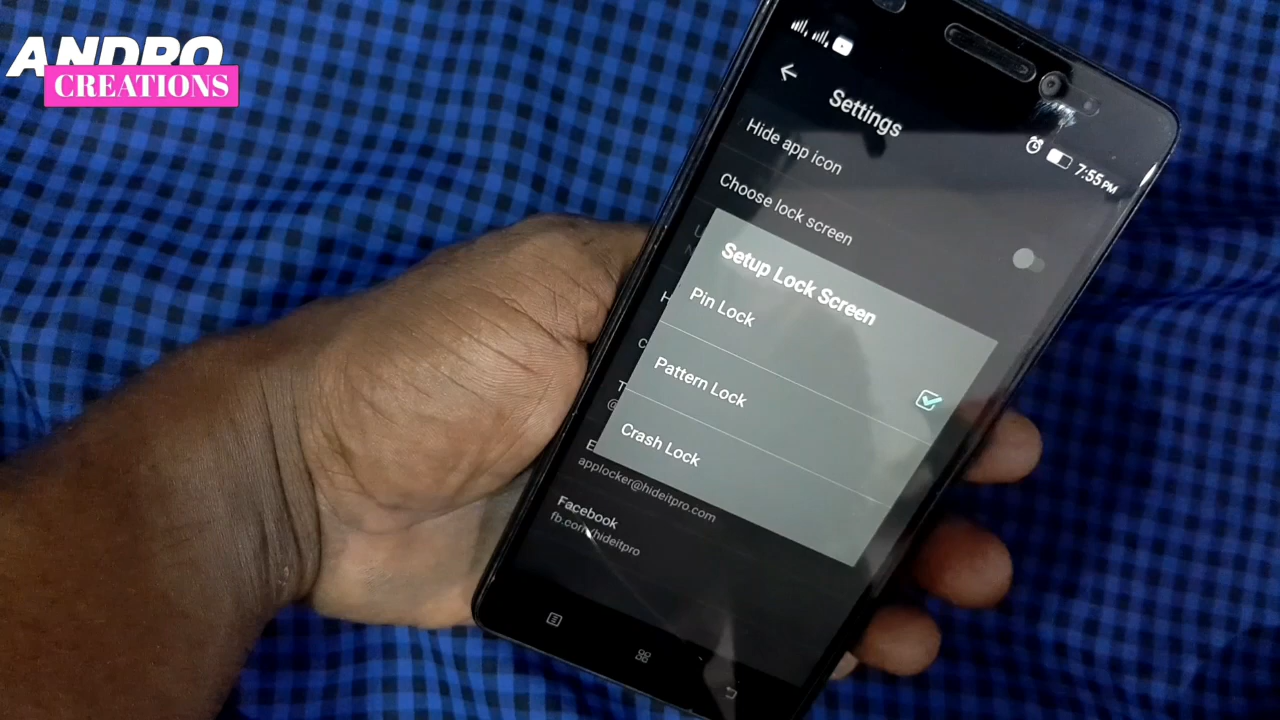 ANDRO
CREATIONS
7:55 PM
Settings
Hide app icon
Choose lock screen
Setup Lock Screen
Pin Lock
Pattern Lock
Crash Lock
applocker@hideitpro.com
Facebook
fb.com/hideitpro